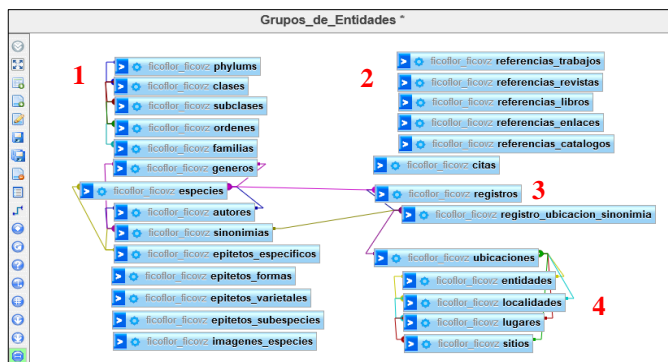 Grupos_de_Entidades *
1
ficoflor_ficovz phylums
ficoflor_ficovz clases
ficoflor_ficovz subclases
ficoflor_ficovz ordenes
ficoflor_ficovz familias
ficoflor_ficovz generos
ficoflor_ficovz especies
ficoflor_ficovz autores
ficoflor_ficovz sinonimias
ficoflor_ficovz epitetos_especificos
ficoflor_ficovz epitetos_formas
ficoflor_ficovz epitetos_varietales
ficoflor_ficovz epitetos_subespecies
ficoflor_ficovz imagenes_especies
2
ficoflor_ficovz referencias_trabajos
ficoflor_ficovz referencias_revistas
ficoflor_ficovz referencias_libros
ficoflor_ficovz referencias_enlaces
ficoflor_ficovz referencias_catalogos
ficoflor_ficovz citas
3
ficoflor_ficovz registros
ficoflor_ficovz registro_ubicacion_sinonimia
ficoflor_ficovz ubicaciones
4
ficoflor_ficovz entidades
ficoflor_ficovz localidades
ficoflor_ficovz lugares
ficoflor_ficovz sitios